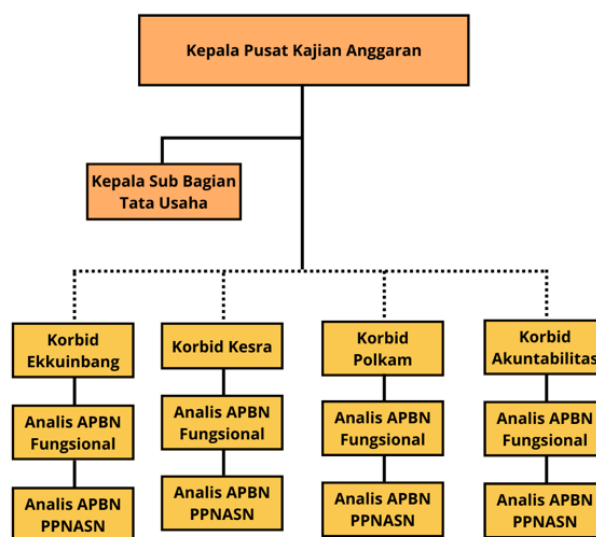 Kepala Pusat Kajian Anggaran
Kepala Sub Bagian
Tata Usaha
Korbid
Ekkuinbang
Korbid Kesra
Korbid
Polkam
Korbid
Akuntabilitas
Analis APBN
Fungsional
Analis APBN
Fungsional
Analis APBN
Fungsional
Analis APBN
Fungsional
Analis APBN
PPNASN
Analis APBN
PPNASN
Analis APBN
PPNASN
Analis APBN
PPNASN